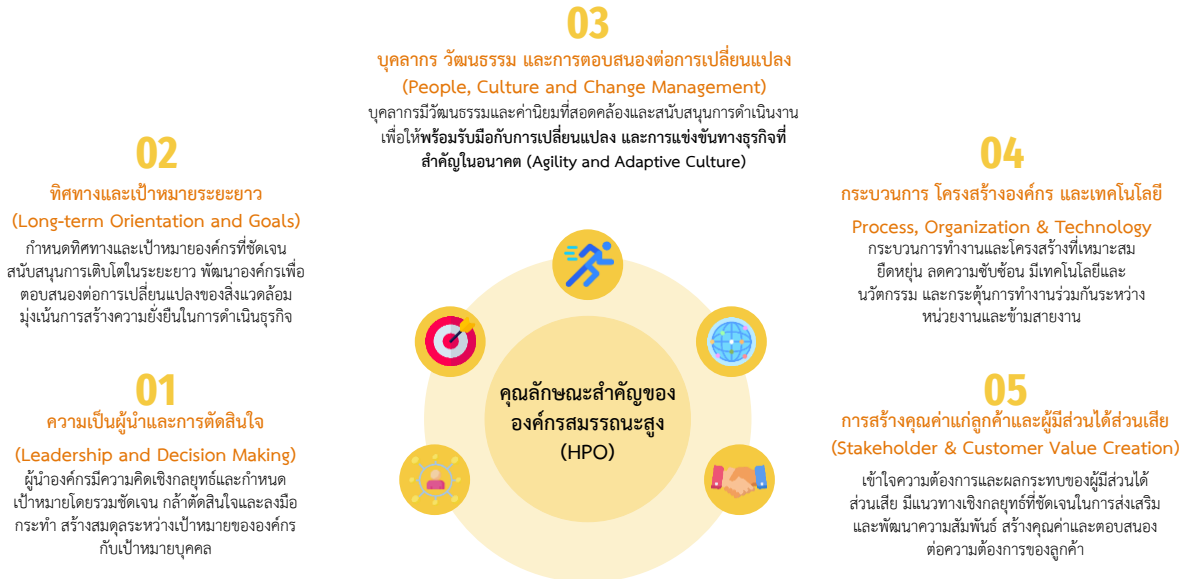 03
บุคลากร วัฒนธรรม และการตอบสนองต่อการเปลี่ยนแปลง
(People, Culture and Change Management)
บุคลากรมีวัฒนธรรมและค่านิยมที่สอดคล้องและสนับสนุนการดำเนินงาน
เพื่อให้พร้อมรับมือกับการเปลี่ยนแปลง และการแข่งขันทางธุรกิจที่
สำคัญในอนาคต (Agility and Adaptive Culture)
02
ทิศทางและเป้าหมายระยะยาว
(Long-term Orientation and Goals)
กำหนดทิศทางและเป้าหมายองค์กรที่ชัดเจน
สนับสนุนการเติบโตในระยะยาว พัฒนาองค์กรเพื่อ
ตอบสนองต่อการเปลี่ยนแปลงของสิ่งแวดล้อม
มุ่งเน้นการสร้างความยั่งยืนในการดำเนินธุรกิจ
04
กระบวนการ โครงสร้างองค์กร และเทคโนโลยี
Process, Organization & Technology
กระบวนการทำงานและโครงสร้างที่เหมาะสม
ยืดหยุ่น ลดความซับซ้อน มีเทคโนโลยีและ
นวัตกรรม และกระตุ้นการทำงานร่วมกันระหว่าง
หน่วยงานและข้ามสายงาน
01
ความเป็นผู้นำและการตัดสินใจ
(Leadership and Decision Making)
ผู้นำองค์กรมีความคิดเชิงกลยุทธ์และกำหนด
เป้าหมายโดยรวมชัดเจน กล้าตัดสินใจและลงมือ
กระทำ สร้างสมดุลระหว่างเป้าหมายขององค์กร
กับเป้าหมายบุคคล
คุณลักษณะสำคัญของ
องค์กรสมรรถนะสูง
(HPO)
05
การสร้างคุณค่าแก่ลูกค้าและผู้มีส่วนได้ส่วนเสีย
(Stakeholder & Customer Value Creation)
เข้าใจความต้องการและผลกระทบของผู้มีส่วนได้
ส่วนเสีย มีแนวทางเชิงกลยุทธ์ที่ชัดเจนในการส่งเสริม
และพัฒนาความสัมพันธ์ สร้างคุณค่าและตอบสนอง
ต่อความต้องการของลูกค้า